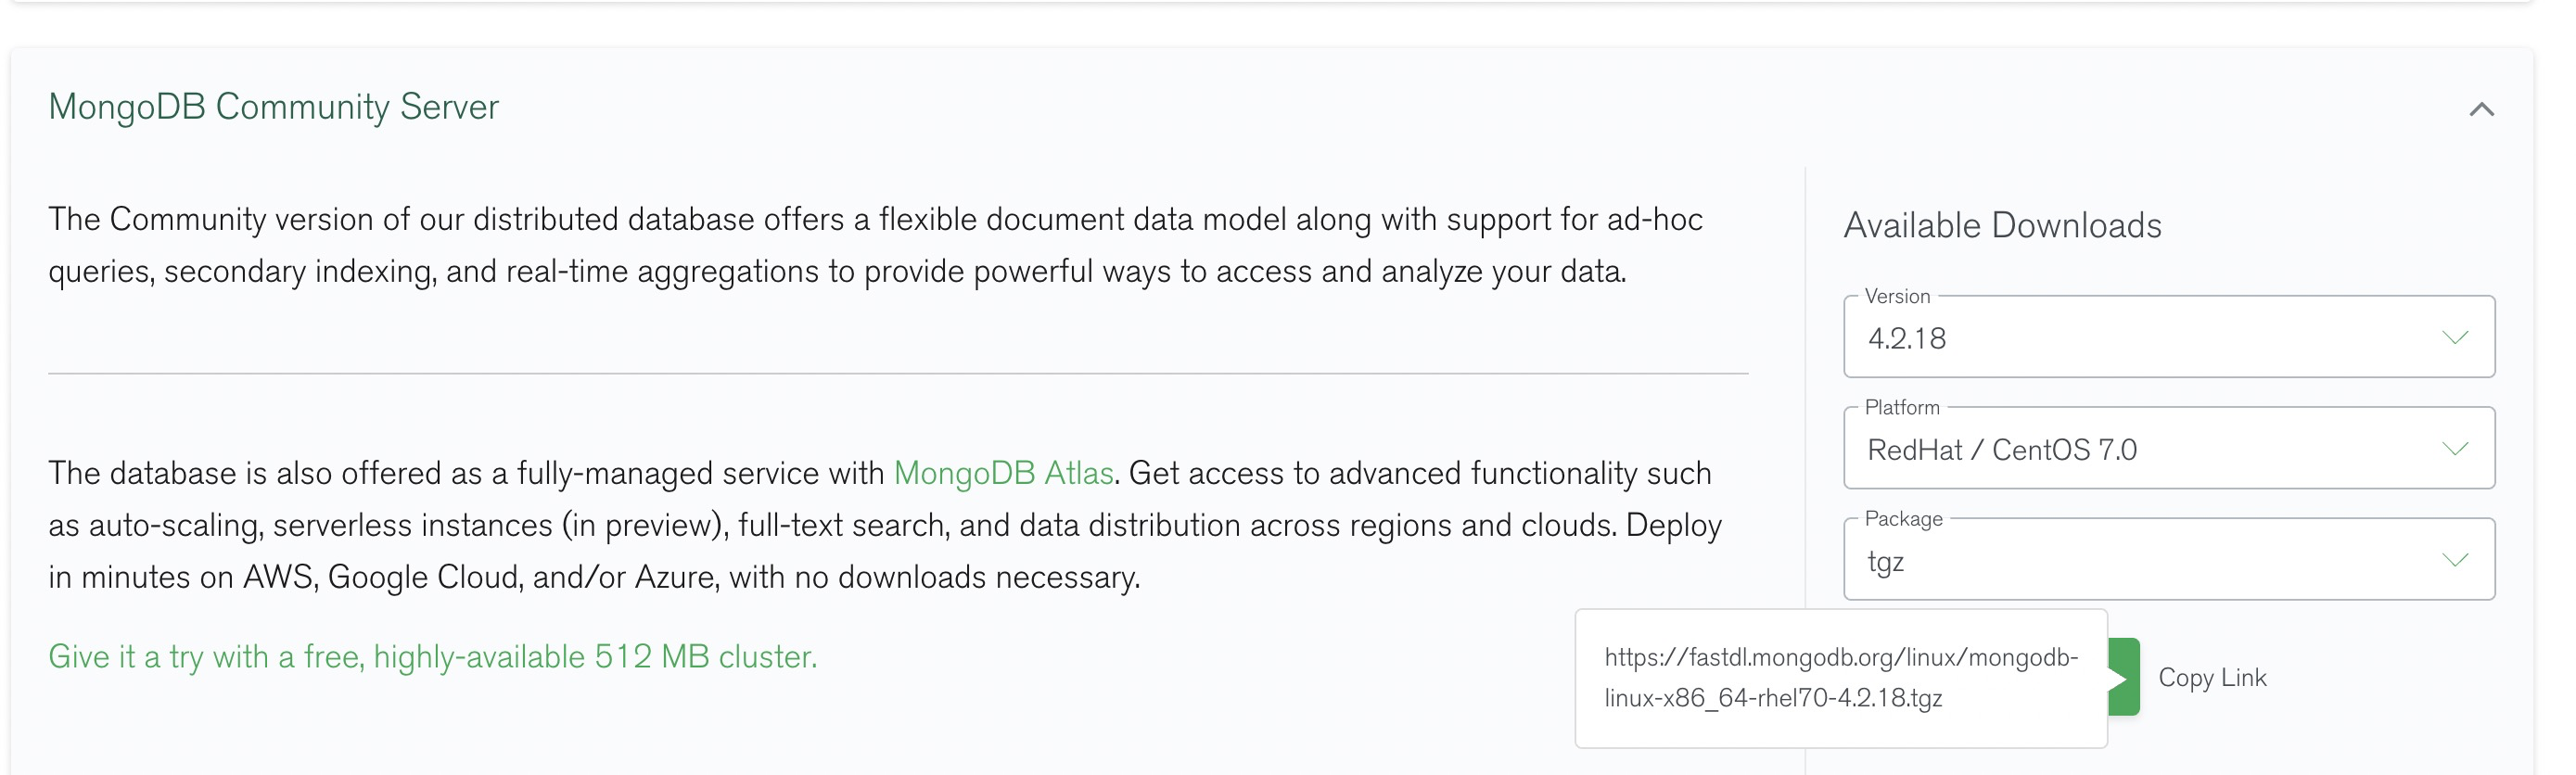 MongoDB Community Server
The Community version of our distributed database offers a flexible document data model along with support for ad-hoc
queries, secondary indexing, and real-time aggregations to provide powerful ways to access and analyze your data.
The database is also offered as a fully-managed service with MongoDB Atlas. Get access to advanced functionality such
as auto-scaling, serverless instances (in preview), full-text search, and data distribution across regions and clouds. Deploy
in minutes on AWS, Google Cloud, and/or Azure, with no downloads necessary.
Give it a try with a free, highly-available 512 MB cluster.
Available Downloads
Version
4.2.18
Platform
RedHat / CentOS 7.0
Package
tgz
https://fastdl.mongodb.org/linux/mongodb-
linux-x86_64-rhel70-4.2.18.tgz
Copy Link